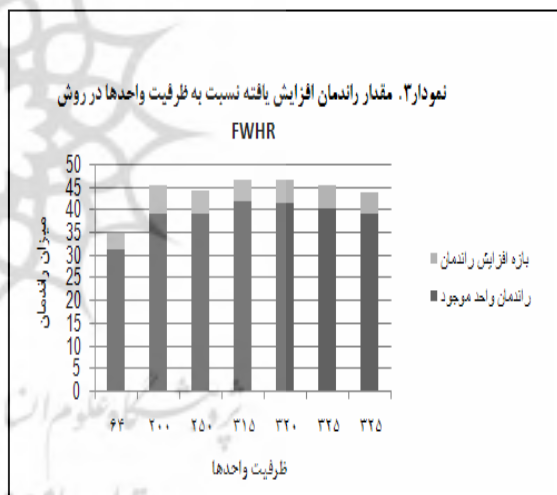 نمودار۳. مقدار راندمان افزایش یافته نسبت به ظرفیت واحدها در روش
FWHR
50
45
40
35
30
25
20
15
10
5
0
میزان راندمان
۶۴ ۲۰۰ ۲۵۰ ۳۱۵ ۳۲۰ ۳۲۵ ۳۲۵
ظرفیت واحدها
بازه افزایش راندمان
راندمان واحد موجود